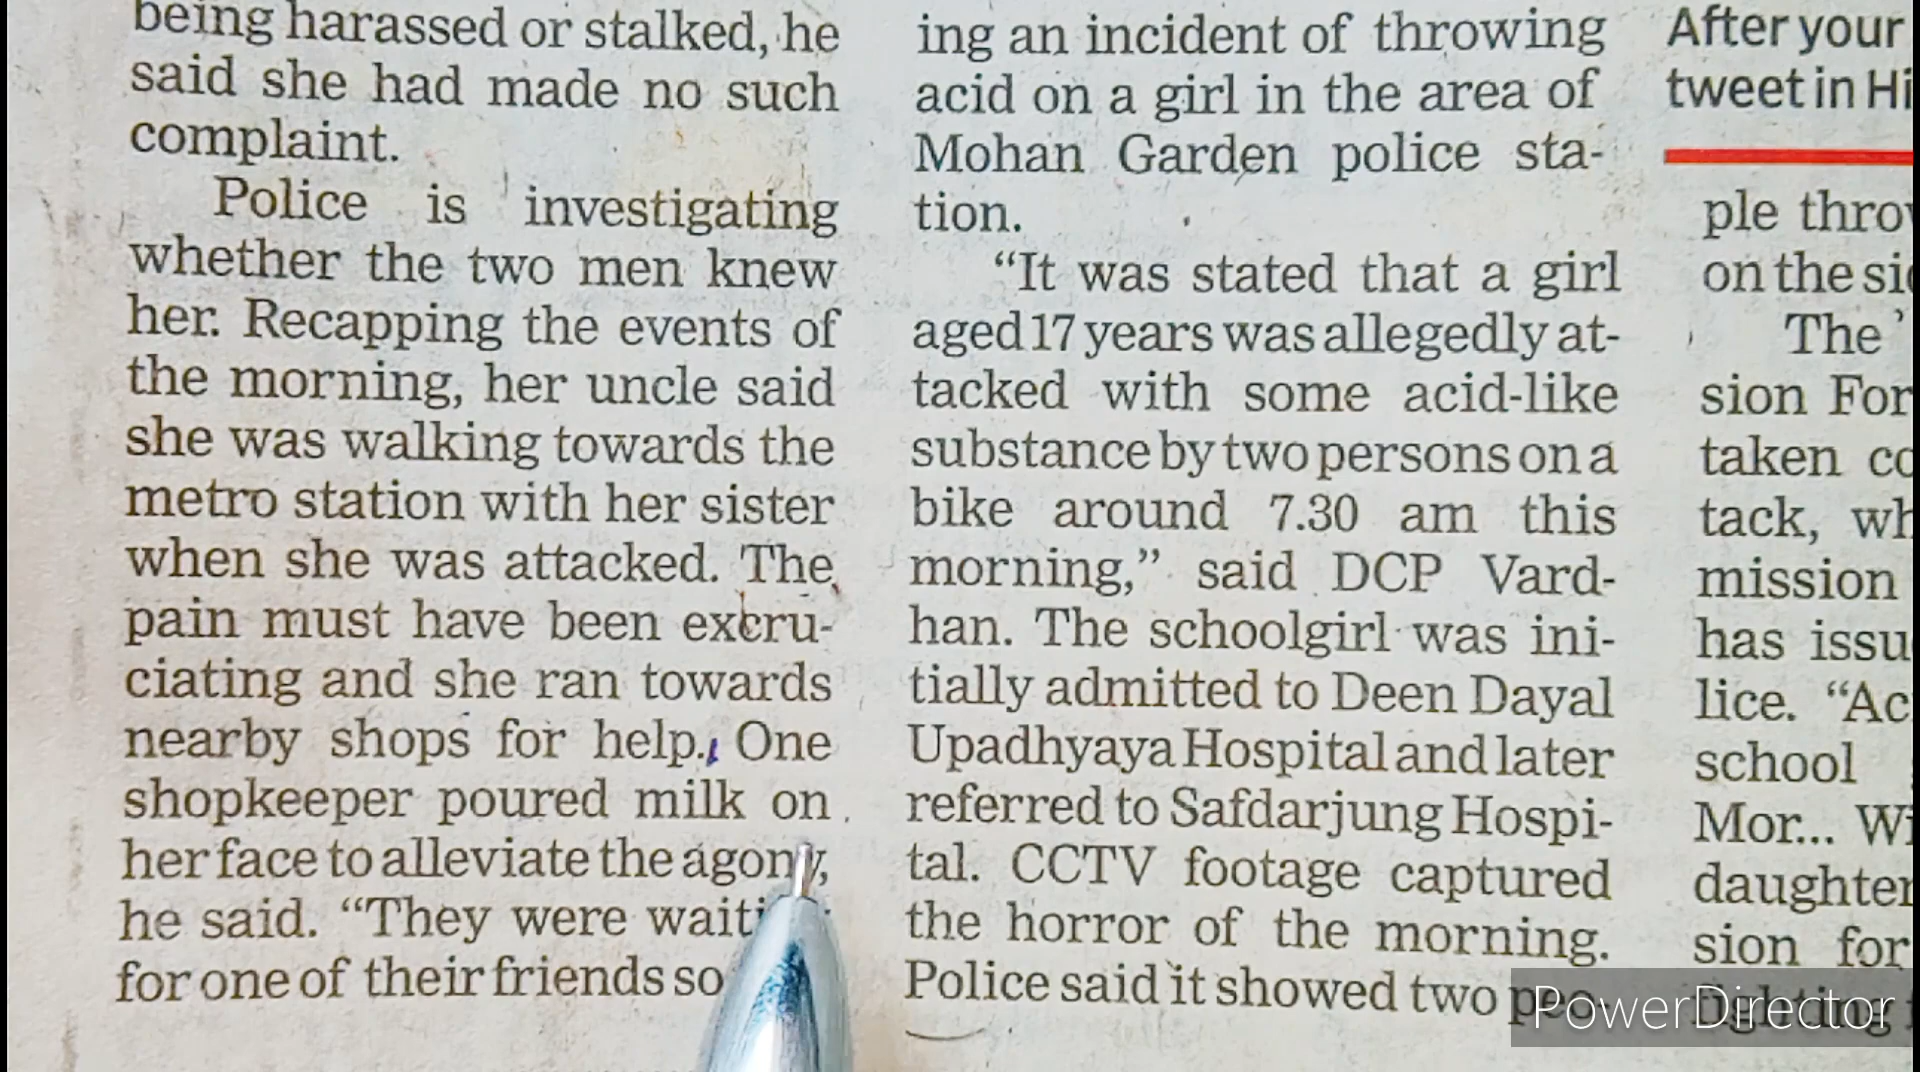 being harassed or stalked, he
said she had made no such
complaint.
Police is investigating
whether the two men knew
her. Recapping the events of
the morning, her uncle said
she was walking towards the
metro station with her sister
when she was attacked. The
pain must have been excru-
ciating and she ran towards
nearby shops for help. One
shopkeeper poured milk on
her face to alleviate the agony,
he said. "They were
for one of their friends so
ing an incident of throwing
acid on a girl in the area of
Mohan Garden police sta-
tion.
"It was stated that a girl
aged 17 years was allegedly at-
tacked with some acid-like
substance by two persons on a
bike around 7.30 am this
morning," said DCP Vard-
han. The schoolgirl was ini-
tially admitted to Deen Dayal
Upadhyaya Hospital and later
referred to Safdarjung Hospi-
tal. CCTV footage captured
the horror of the morning.
Police said it showed two peo-
After your
tweet in
ple
on the
The
sion
taken
tack,
mission
has
lice.
school
Mor...
daughter
sion for
fighting
PowerDirector